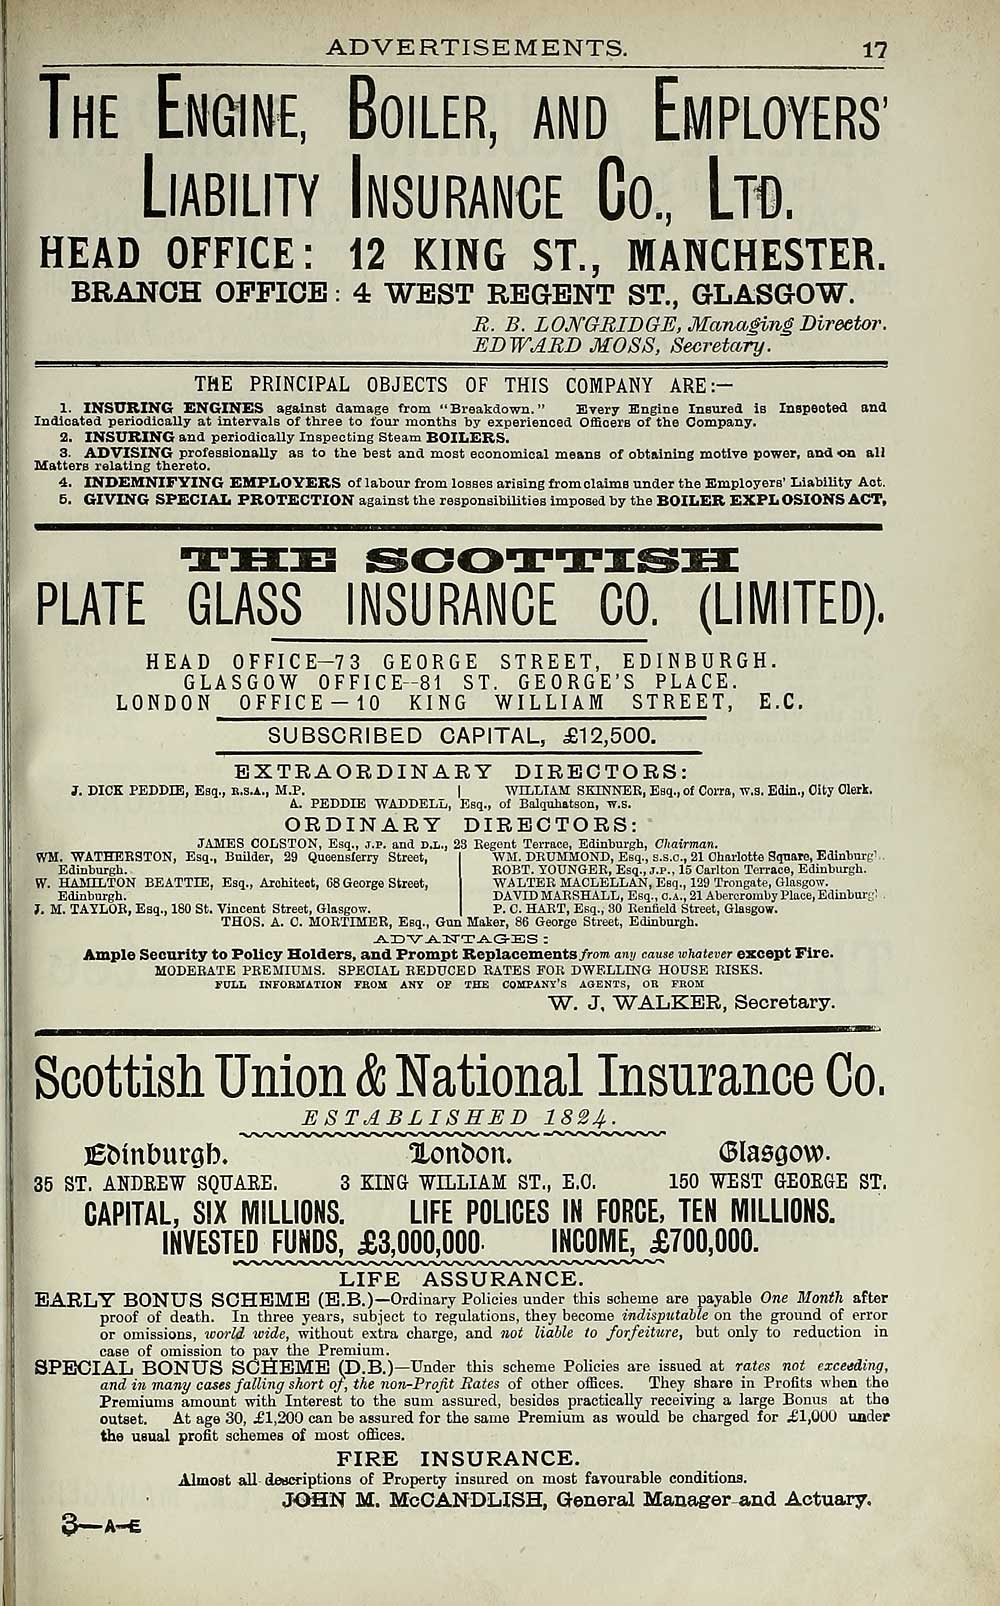 ADVERTISEMENTS. 17
THE ENGINE, BOILER, AND EMPLOYERS'
LIABILITY INSURANCE CO., LTD.
HEAD OFFICE: 12 KING ST., MANCHESTER.
BRANCH OFFICE: 4 WEST REGENT ST., GLASGOW.
R. B. LONGRIDGE, Managing Director.
EDWARD MOSS, Secretary.
THE PRINCIPAL OBJECTS OF THIS COMPANY ARE:—
1. INSURING ENGINES against damage from "Breakdown." Every Engine Insured is Inspected and
Indicated periodically at intervals of three to four months by experienced Officers of the Company.
2. INSURING and periodically Inspecting Steam BOILERS.
3. ADVISING professionally as to the best and most economical means of obtaining motive power, and on all
Matters relating thereto.
4. INDEMNIFYING EMPLOYERS of labour from losses arising from claims under the Employers' Liability Act.
5. GIVING SPECIAL PROTECTION against the responsibilities imposed by the BOILER EXPLOSIONS ACT,
THE SCOTTISH
PLATE GLASS INSURANCE CO. (LIMITED).
HEAD OFFICE—73 GEORGE STREET, EDINBURGH.
GLASGOW OFFICE--81 ST. GEORGE'S PLACE.
LONDON OFFICE—10 KING WILLIAM STREET, E.C.
SUBSCRIBED CAPITAL, £12,500.
EXTRAORDINARY DIRECTORS:
J. DICK PEDDIE, Esq., R.S.A., M.P. | WILLIAM SKINNER, Esq., of Corra, W.S. Edin., City Clerk.
A. PEDDIE WADDELL, Esq., of Balquhatson, W.S.
ORDINARY DIRECTORS:
JAMES COLSTON, Esq., J.P. and D.L., 23 Regent Terrace, Edinburgh, Chairman.
WM. WATHERSTON, Esq., Builder, 29 Queensferry Street,
Edinburgh.
W. HAMILTON BEATTIE, Esq., Architect, 68 George Street,
Edinburgh.
J. M. TAYLOR, Esq., 180 St. Vincent Street, Glasgow.
WM. DRUMMOND, Esq., S.S.C., 21 Charlotte Square, Edinburgh.
ROBT. YOUNGER, Esq., J.P., 15 Carlton Terrace, Edinburgh.
WALTER MACLELLAN, Esq., 129 Trongate, Glasgow.
DAVID MARSHALL, Esq., C.A., 21 Abercromby Place, Edinburgh.
P. C. HART, Esq., 30 Renfield Street, Glasgow.
THOS. A. C. MORTIMER, Esq., Gun Maker, 86 George Street, Edinburgh.
ADVANTAGES:
Ample Security to Policy Holders, and Prompt Replacements from any cause whatever except Fire.
MODERATE PREMIUMS. SPECIAL REDUCED RATES FOR DWELLING HOUSE RISKS.
FULL INFORMATION FROM ANY OF THE COMPANY'S AGENTS, OR FROM
W. J. WALKER, Secretary.
Scottish Union & National Insurance Co.
ESTABLISHED 1824.
Edinburgh. London. Glasgow.
35 ST. ANDREW SQUARE. 3 KING WILLIAM ST., E.C. 150 WEST GEORGE ST.
CAPITAL, SIX MILLIONS. LIFE POLICES IN FORCE, TEN MILLIONS.
INVESTED FUNDS, £3,000,000. INCOME, £700,000.
LIFE ASSURANCE.
EARLY BONUS SCHEME (E.B.)—Ordinary Policies under this scheme are payable One Month after
proof of death. In three years, subject to regulations, they become indisputable on the ground of error
or omissions, world wide, without extra charge, and not liable to forfeiture, but only to reduction in
case of omission to pay the Premium.
SPECIAL BONUS SCHEME (D.B.)—Under this scheme Policies are issued at rates not exceeding,
and in many cases falling short of, the non-Profit Rates of other offices. They share in Profits when the
Premiums amount with Interest to the sum assured, besides practically receiving a large Bonus at the
outset. At age 30, £1,200 can be assured for the same Premium as would be charged for £1,000 under
the usual profit schemes of most offices.
FIRE INSURANCE.
Almost all descriptions of Property insured on most favourable conditions.
JOHN M. McCANDLISH, General Manager and Actuary.
3—A—E